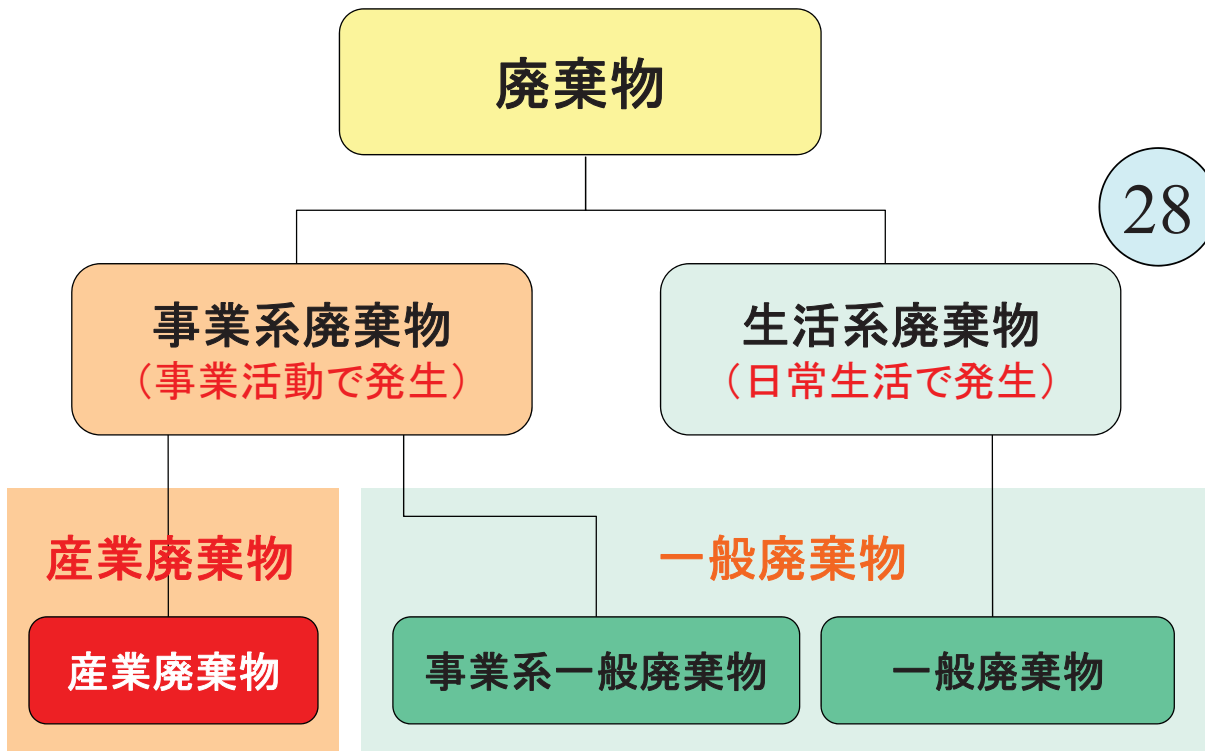 廃棄物
28
事業系廃棄物
（事業活動で発生）
生活系廃棄物
（日常生活で発生）
産業廃棄物
一般廃棄物
産業廃棄物
事業系一般廃棄物
一般廃棄物